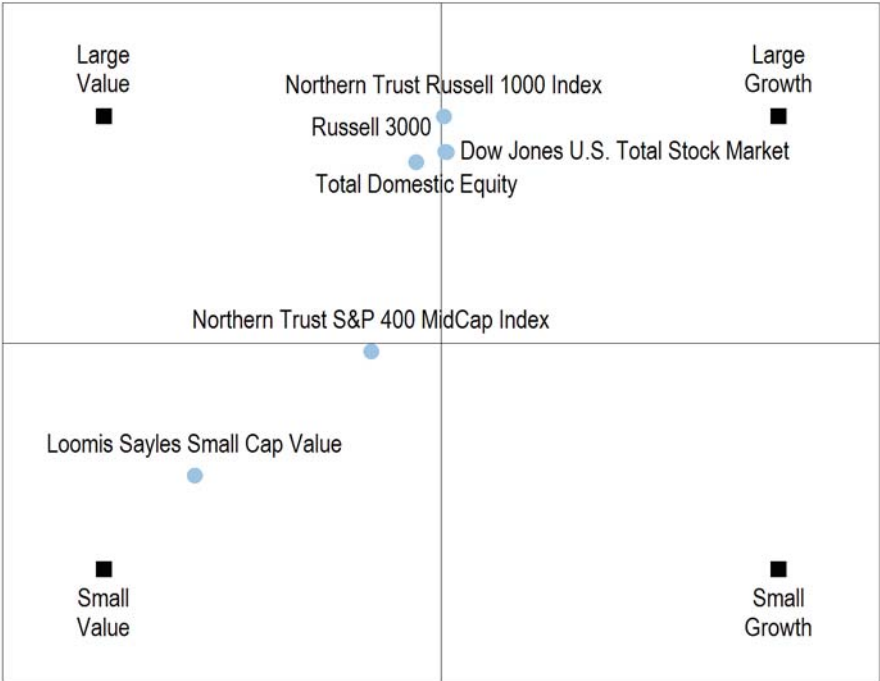 Large
Value
Large
Growth
Northern Trust Russell 1000 Index
Russell 3000
Dow Jones U.S. Total Stock Market
Total Domestic Equity
Northern Trust S&P 400 MidCap Index
Loomis Sayles Small Cap Value
Small
Value
Small
Growth